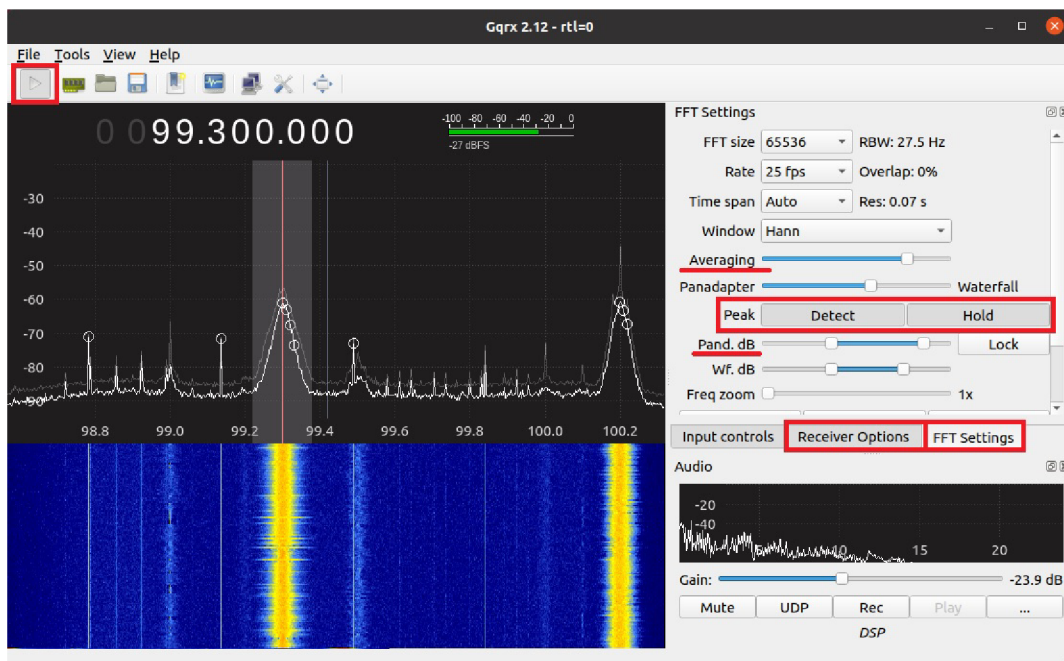 Gqrx 2.12 - rtl=0
File Tools View Help
0 099.300.000
-100 -80 -60 -40 -20 0
-27 dBFS
-30
-40
-50
-60
-70
-80
-90
98.8 99.0 99.2 99.4 99.6 99.8 100.0 100.2
FFT Settings
FFT size 65536 RBW: 27.5 Hz
Rate 25 fps Overlap: 0%
Time span Auto Res: 0.07 s
Window Hann
Averaging
Panadapter Waterfall
Peak Detect Hold
Pand. dB Lock
Wf. dB
Freq zoom 1x
Input controls Receiver Options FFT Settings
Audio
-20
-40
5 10 15 20
Gain: -23.9 dB
Mute UDP Rec Play ...
DSP